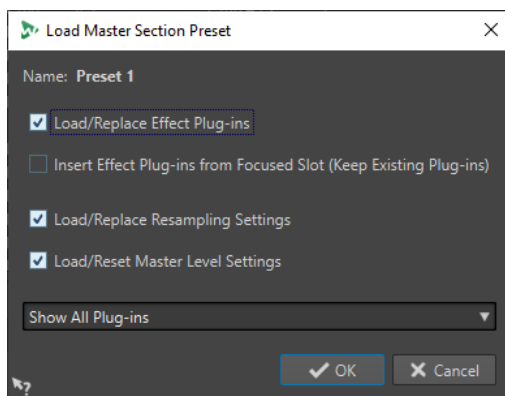 Load Master Section Preset
Name: Preset 1
Load/Replace Effect Plug-ins
Insert Effect Plug-ins from Focused Slot (Keep Existing Plug-ins)
Load/Replace Resampling Settings
Load/Reset Master Level Settings
Show All Plug-ins
OK Cancel
?